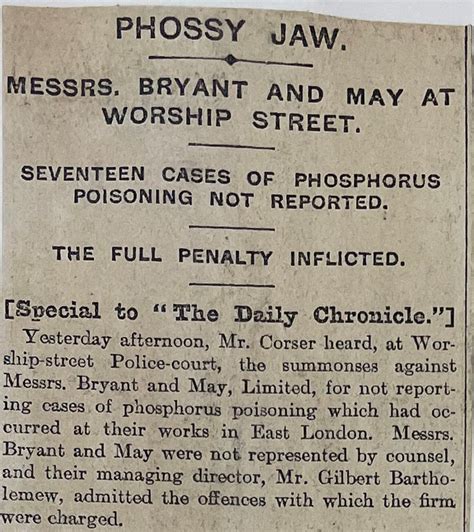 PHOSSY JAW.
MESSRS. BRYANT AND MAY AT
WORSHIP STREET.
SEVENTEEN CASES OF PHOSPHORUS
POISONING NOT REPORTED.
THE FULL PENALTY INFLICTED.
[Special to "The Daily Chronicle."]
Yesterday afternoon, Mr. Corser heard, at Wor-
ship-street Police-court, the summonses against
Messrs. Bryant and May, Limited, for not report-
ing cases of phosphorus poisoning which had oc-
curred at their works in East London. Messrs.
Bryant and May were not represented by counsel,
and their managing director, Mr. Gilbert Bartho-
lemew, admitted the offences with which the firm
were charged.